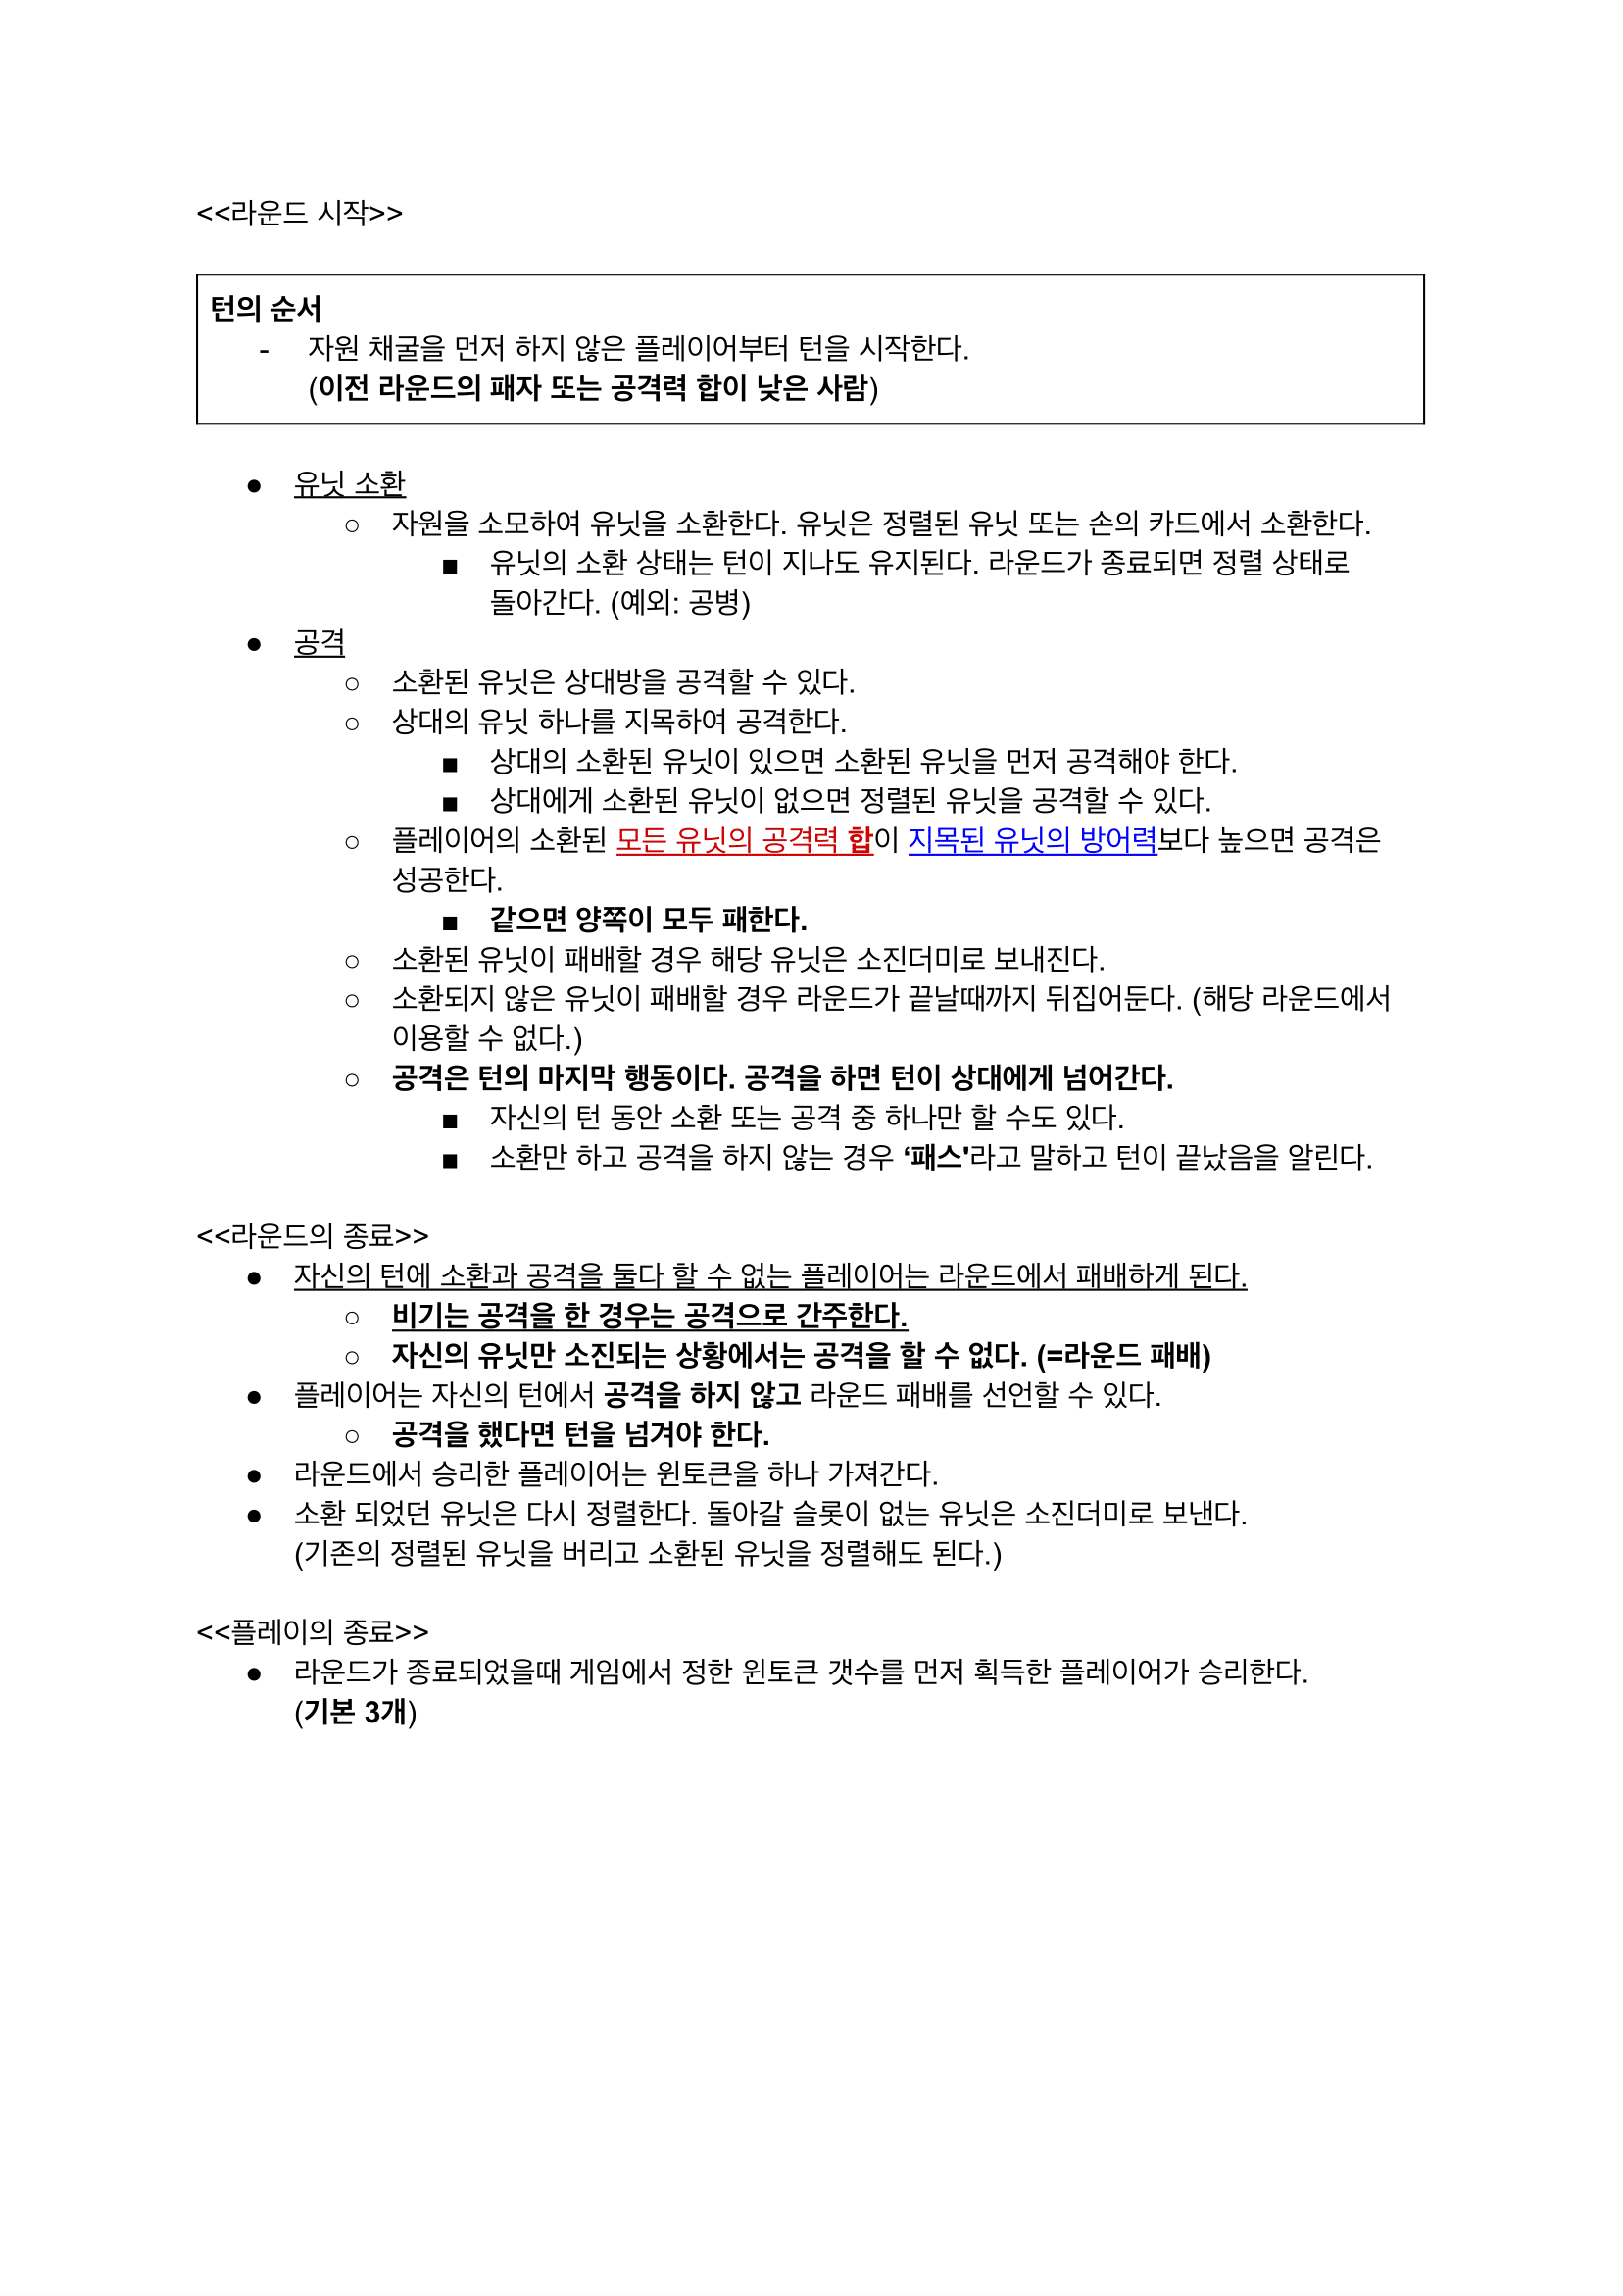 <<라운드 시작>>
턴의 순서
- 자원 채굴을 먼저 하지 않은 플레이어부터 턴을 시작한다.
(이전 라운드의 패자 또는 공격력 합이 낮은 사람)
● 유닛 소환
○ 자원을 소모하여 유닛을 소환한다. 유닛은 정렬된 유닛 또는 손의 카드에서 소환한다.
■ 유닛의 소환 상태는 턴이 지나도 유지된다. 라운드가 종료되면 정렬 상태로
돌아간다. (예외: 공병)
● 공격
○ 소환된 유닛은 상대방을 공격할 수 있다.
○ 상대의 유닛 하나를 지목하여 공격한다.
■ 상대의 소환된 유닛이 있으면 소환된 유닛을 먼저 공격해야 한다.
■ 상대에게 소환된 유닛이 없으면 정렬된 유닛을 공격할 수 있다.
○ 플레이어의 소환된 모든 유닛의 공격력 합이 지목된 유닛의 방어력보다 높으면 공격은
성공한다.
■ 같으면 양쪽이 모두 패한다.
○ 소환된 유닛이 패배할 경우 해당 유닛은 소진더미로 보내진다.
○ 소환되지 않은 유닛이 패배할 경우 라운드가 끝날때까지 뒤집어둔다. (해당 라운드에서
이용할 수 없다.)
○ 공격은 턴의 마지막 행동이다. 공격을 하면 턴이 상대에게 넘어간다.
■ 자신의 턴 동안 소환 또는 공격 중 하나만 할 수도 있다.
■ 소환만 하고 공격을 하지 않는 경우 ‘패스'라고 말하고 턴이 끝났음을 알린다.
<<라운드의 종료>>
● 자신의 턴에 소환과 공격을 둘다 할 수 없는 플레이어는 라운드에서 패배하게 된다.
○ 비기는 공격을 한 경우는 공격으로 간주한다.
○ 자신의 유닛만 소진되는 상황에서는 공격을 할 수 없다. (=라운드 패배)
● 플레이어는 자신의 턴에서 공격을 하지 않고 라운드 패배를 선언할 수 있다.
○ 공격을 했다면 턴을 넘겨야 한다.
● 라운드에서 승리한 플레이어는 윈토큰을 하나 가져간다.
● 소환 되었던 유닛은 다시 정렬한다. 돌아갈 슬롯이 없는 유닛은 소진더미로 보낸다.
(기존의 정렬된 유닛을 버리고 소환된 유닛을 정렬해도 된다.)
<<플레이의 종료>>
● 라운드가 종료되었을때 게임에서 정한 윈토큰 갯수를 먼저 획득한 플레이어가 승리한다.
(기본 3개)